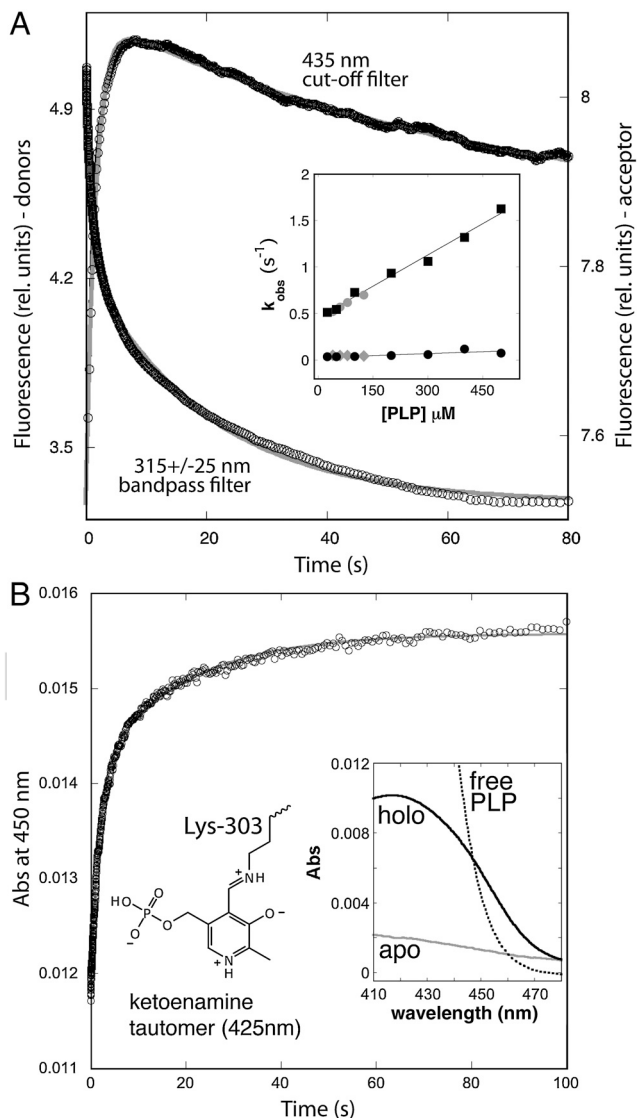 A
Fluorescence (rel. units) - donors
4.9
4.2
3.5
435 nm
cut-off filter
315+/-25 nm
bandpass filter
k obs (s-1)
2
1.5
1
0.5
0
0 150 300 450
[PLP] μM
8
7.8
7.6
Fluorescence (rel. units) - acceptor
0 20 40 60 80
Time (s)
B
Abs at 450 nm
0.016
0.015
0.014
0.013
0.012
0.011
Lys-303
HO
P
O
O−
O
+
NH
O−
+
N
H
ketoenamine
tautomer (425nm)
Abs
0.012
0.008
0.004
0
free
PLP
holo
apo
410 430 450 470
wavelength (nm)
0 20 40 60 80 100
Time (s)